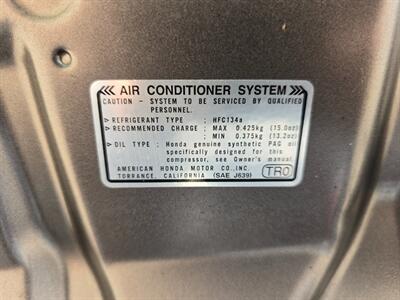 AIR CONDITIONER SYSTEM
CAUTION - SYSTEM TO BE SERVICED BY QUALIFIED
PERSONNEL.
REFRIGERANT TYPE : HFC134a
RECOMMENDED CHARGE : MAX 0.425kg (15.0oz)
: MIN 0.375kg (13.2oz)
OIL TYPE : Honda genuine synthetic PAG oil
specifically designed for this
compressor, see Owner's manual
AMERICAN HONDA MOTOR CO.,INC.
TORRANCE, CALIFORNIA (SAE J639)
TR0